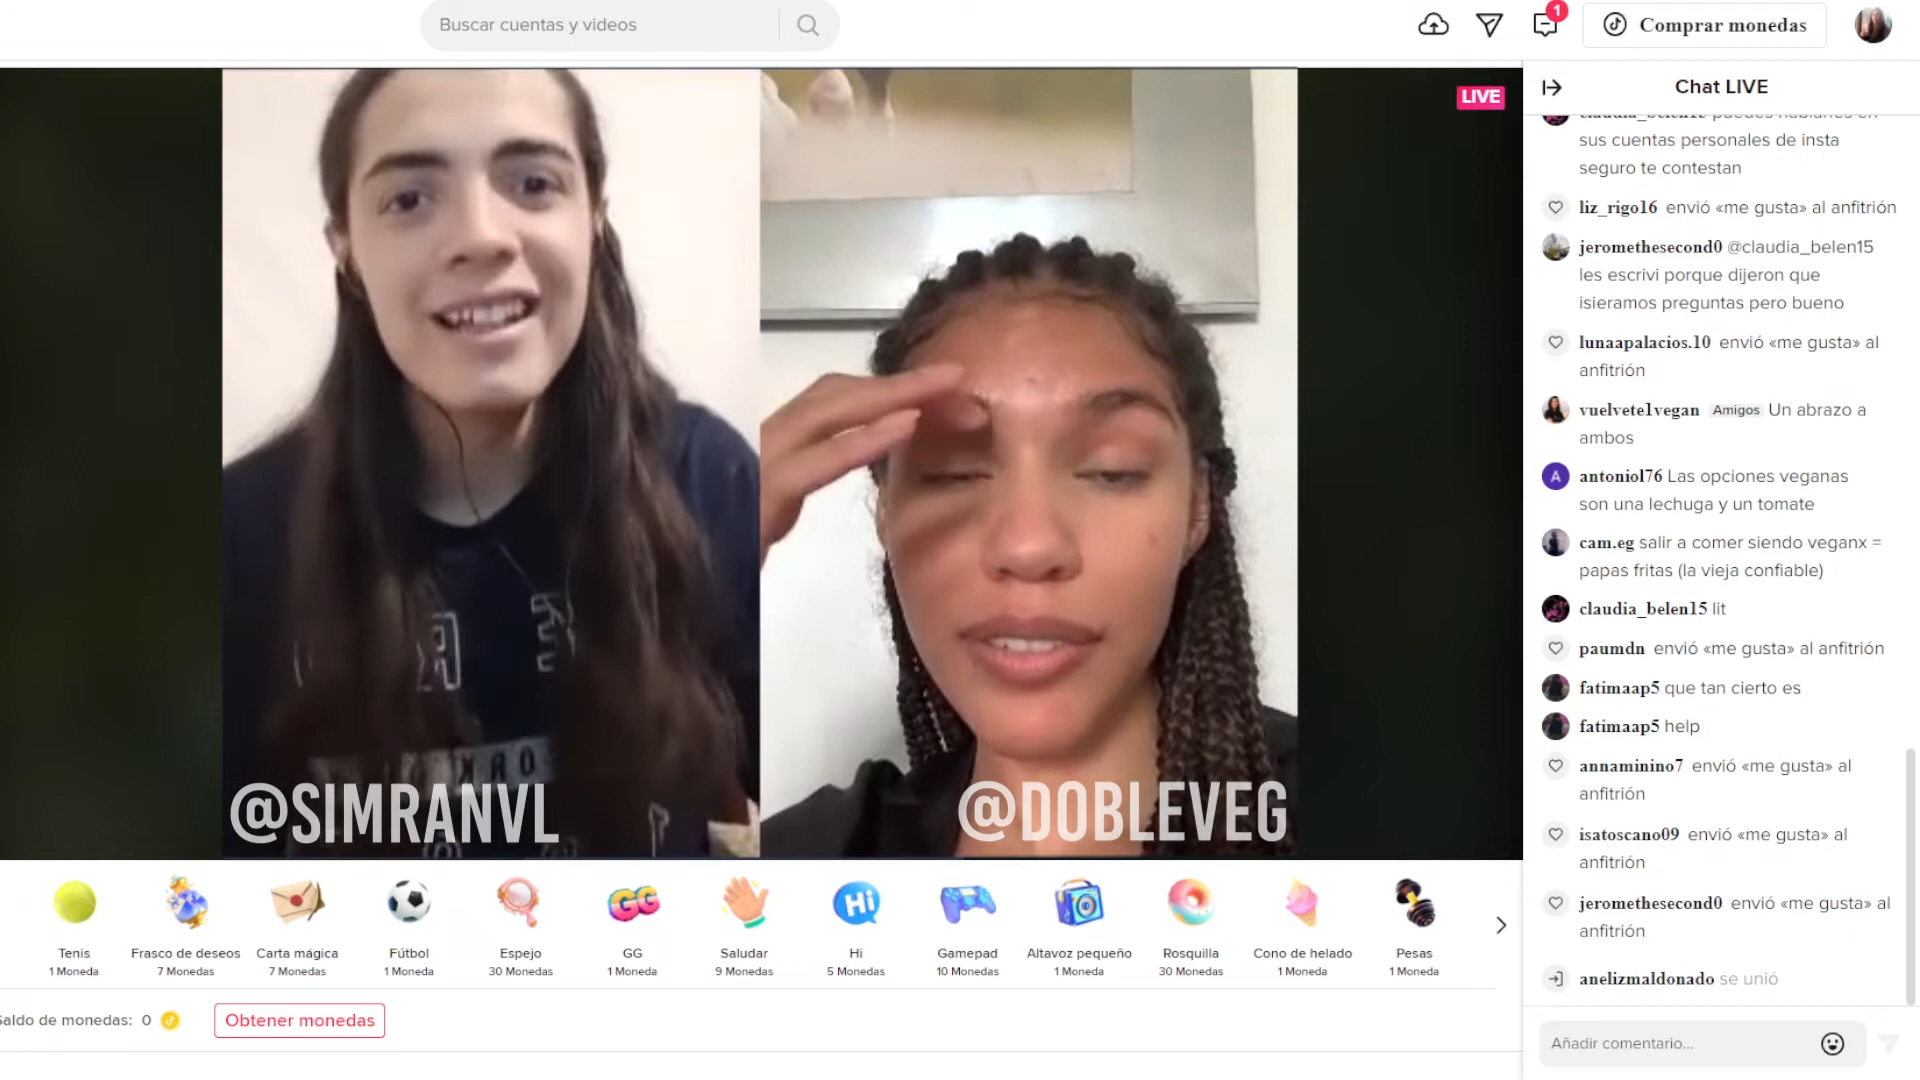 Buscar cuentas y videos
1
Comprar monedas
LIVE
@SIMRANVL
@DOBLEVEG
Chat LIVE
sus cuentas personales de insta
seguro te contestan
liz_rigo16 envió «me gusta» al anfitrión
jeromethesecond0 @claudia_belen15
les escrivi porque dijeron que
isieramos preguntas pero bueno
lunaapalacios.10 envió «me gusta» al
anfitrión
vuelvete1vegan Amigos Un abrazo a
ambos
A
antoniol76 Las opciones veganas
son una lechuga y un tomate
cam.eg salir a comer siendo veganx =
papas fritas (la vieja confiable)
claudia_belen15 lit
paumdn envió «me gusta» al anfitrión
fatimaap5 que tan cierto es
fatimaap5 help
annaminino7 envió «me gusta» al
anfitrión
isatoscano09 envió «me gusta» al
anfitrión
jeromethesecond0 envió «me gusta» al
anfitrión
anelizmaldonado se unió
Añadir comentario...
GG
Hi
Tenis
1 Moneda
Frasco de deseos
7 Monedas
Carta mágica
7 Monedas
Fútbol
1 Moneda
Espejo
30 Monedas
GG
1 Moneda
Saludar
9 Monedas
Hi
5 Monedas
Gamepad
10 Monedas
Altavoz pequeño
1 Moneda
Rosquilla
30 Monedas
Cono de helado
1 Moneda
Pesas
1 Moneda
Saldo de monedas: 0
Obtener monedas